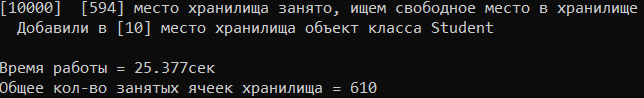 [10000]  [594] место хранилища занято, ищем свободное место в хранилище
Добавили в [10] место хранилища объект класса Student
Время работы = 25.377сек
Общее кол-во занятых ячеек хранилища = 610